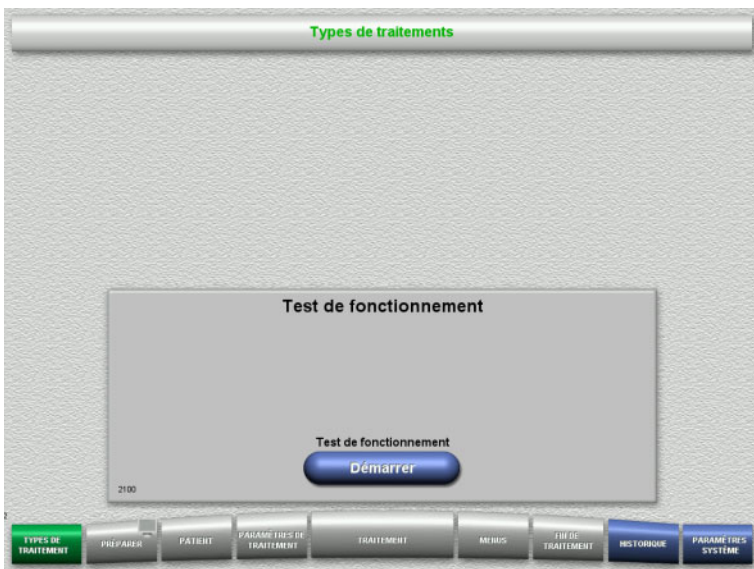 Types de traitements
Test de fonctionnement
Test de fonctionnement
Démarrer
2100
TYPES DE
TRAITEMENT
PRÉPARER
PATIENT
PARAMÈTRES DE
TRAITEMENT
TRAITEMENT
MENUS
FIN DE
TRAITEMENT
HISTORIQUE
PARAMÈTRES
SYSTÈME